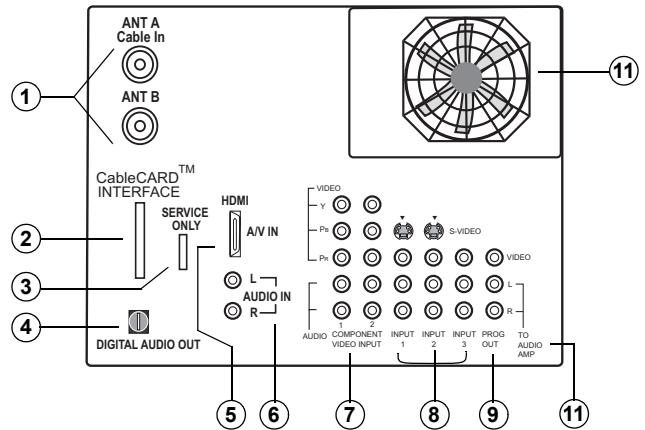 ANT A
Cable In
ANT B
1
11
CableCARD™
INTERFACE
SERVICE
ONLY
HDMI
A/V IN
VIDEO
Y
PB
PR
S-VIDEO
VIDEO
2
3
4
L
AUDIO IN
R
L
R
DIGITAL AUDIO OUT
AUDIO
1 2
COMPONENT
VIDEO INPUT
INPUT
1
INPUT
2
INPUT
3
PROG
OUT
TO
AUDIO
AMP
5
6
7
8
9
11